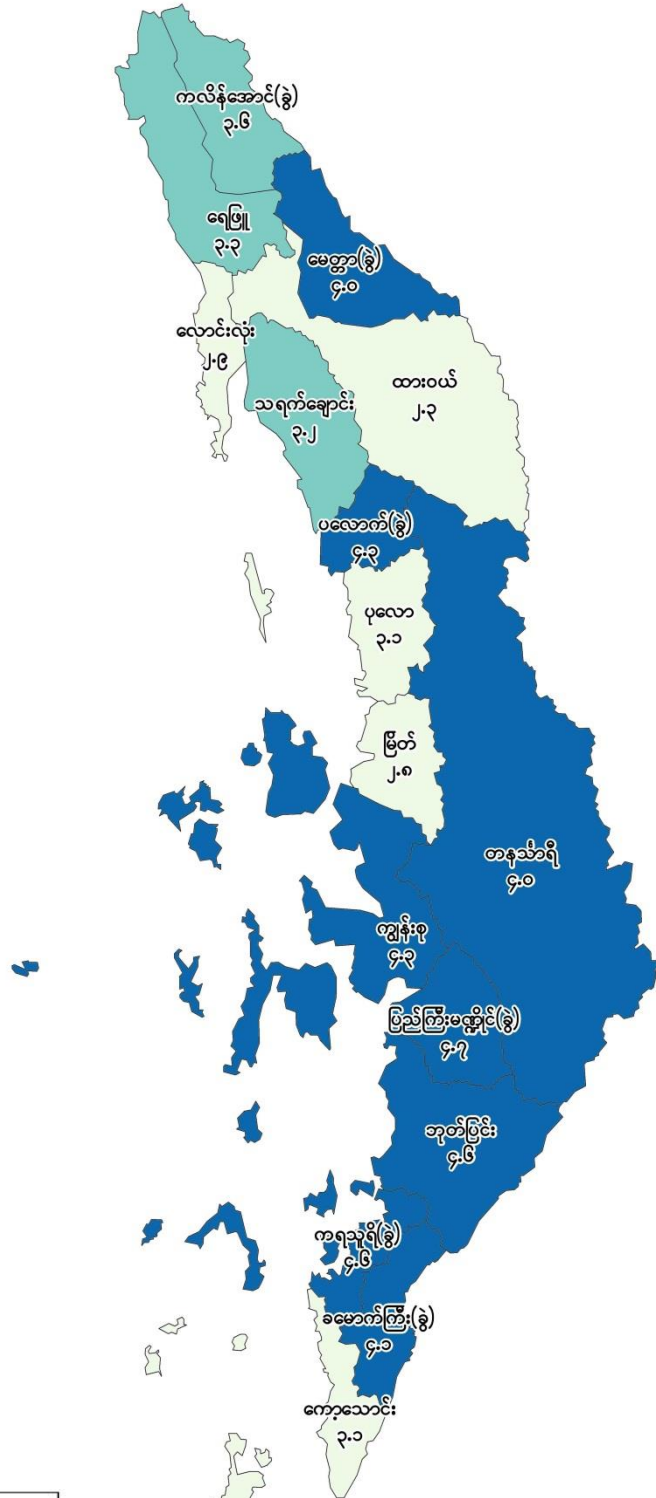 ကလိန်အောင်(ခွဲ)
၃.၆
ရေဖြူ
၃.၃
မေတ္တာ(ခွဲ)
၄.၀
လောင်းလုံး
၂.၉
ထားဝယ်
၂.၃
သရက်ချောင်း
၃.၂
ပလောက်(ခွဲ)
၄.၃
ပုလော
၃.၁
မြိတ်
၂.၈
တနင်္သာရီ
၄.၀
ကျွန်းစု
၄.၃
ပြည်ကြီးမဏ္ဍိုင်(ခွဲ)
၄.၇
ဘုတ်ပြင်း
၄.၆
ကရသူရိ(ခွဲ)
၄.၆
ခမောက်ကြီး(ခွဲ)
၄.၁
ကော့သောင်း
၃.၁